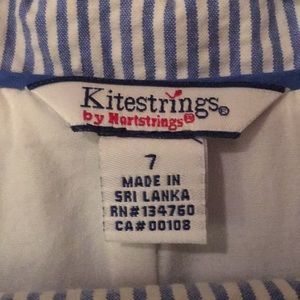 Kitestrings®
by Hartstrings®
7
MADE IN
SRI LANKA
RN#134760
CA#00108